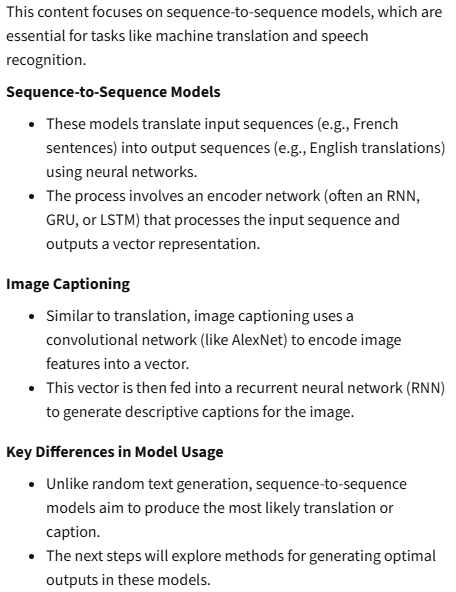 This content focuses on sequence-to-sequence models, which are
essential for tasks like machine translation and speech
recognition.
Sequence-to-Sequence Models
• These models translate input sequences (e.g., French
sentences) into output sequences (e.g., English translations)
using neural networks.
• The process involves an encoder network (often an RNN,
GRU, or LSTM) that processes the input sequence and
outputs a vector representation.
Image Captioning
• Similar to translation, image captioning uses a
convolutional network (like AlexNet) to encode image
features into a vector.
• This vector is then fed into a recurrent neural network (RNN)
to generate descriptive captions for the image.
Key Differences in Model Usage
• Unlike random text generation, sequence-to-sequence
models aim to produce the most likely translation or
caption.
• The next steps will explore methods for generating optimal
outputs in these models.